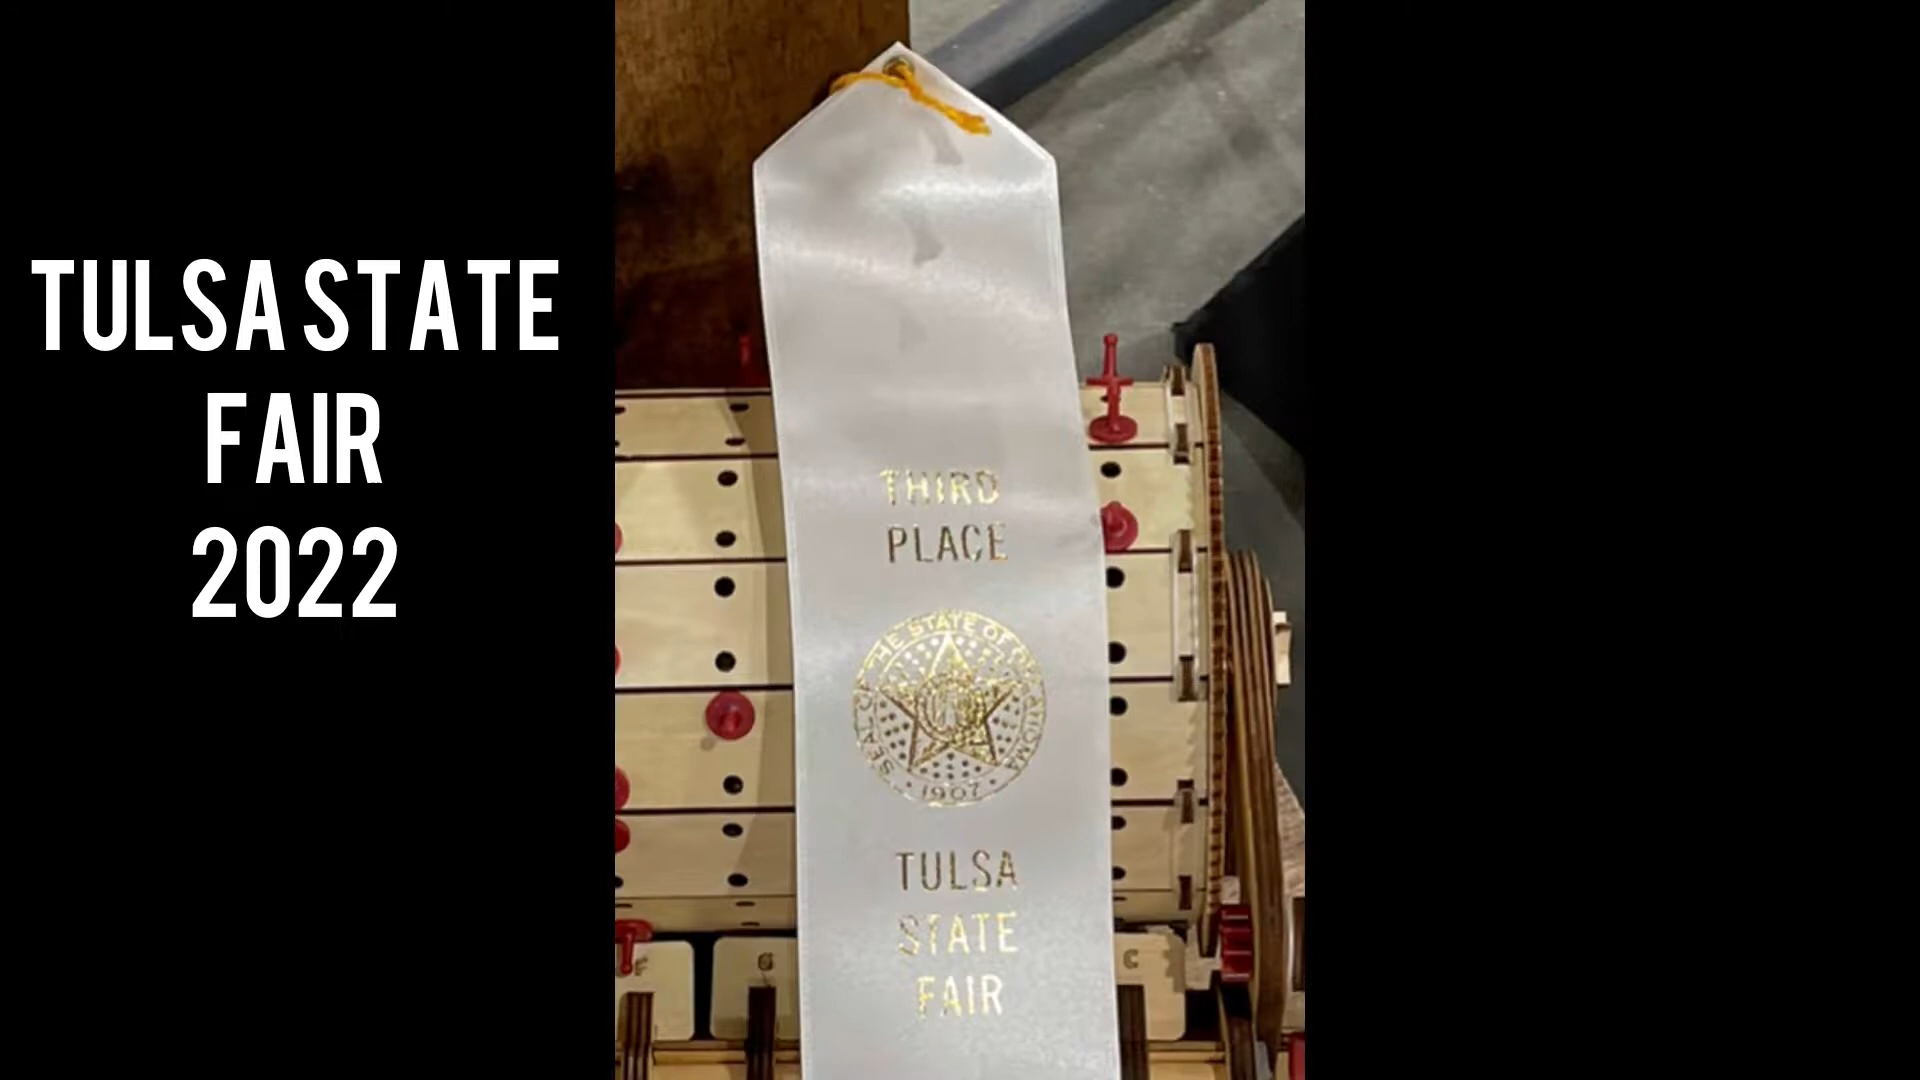 TULSA STATE
FAIR
2022
THIRD
PLACE
SEAL OF THE STATE OF OKLAHOMA
1907
TULSA
STATE
FAIR
F
G
C